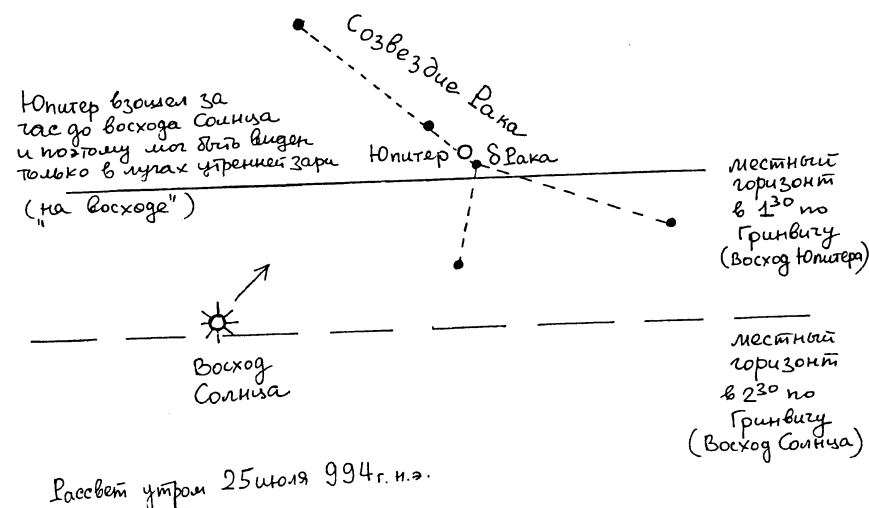 Созвездие Рака
Юпитер взошел за
час до восхода Солнца
и поэтому мог быть виден
только в лучах утренней зари
("на восходе")
Юпитер
δ Рака
местный
горизонт
в 1³⁰ по
Гринвичу
(Восход Юпитера)
Восход
Солнца
местный
горизонт
в 2³⁰ по
Гринвичу
(Восход Солнца)
Рассвет утром 25 июля 994 г. н.э.